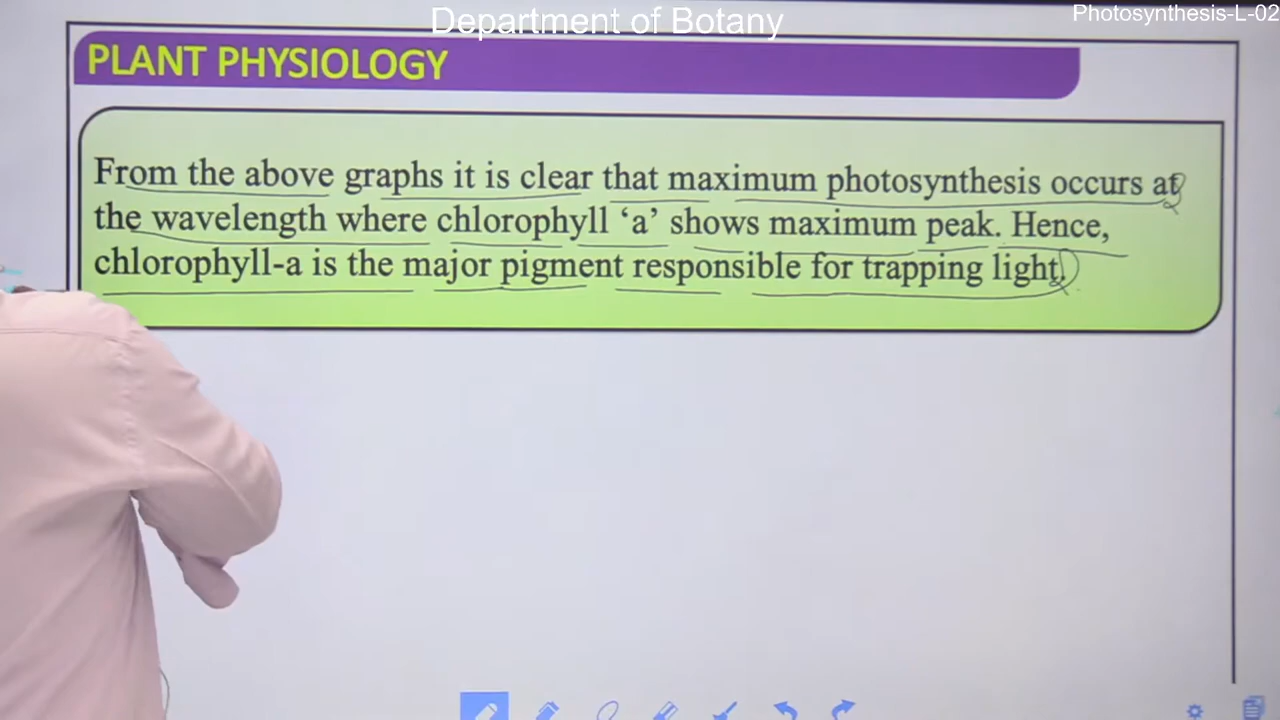 Department of Botany
Photosynthesis-L-02
PLANT PHYSIOLOGY
From the above graphs it is clear that maximum photosynthesis occurs at
the wavelength where chlorophyll ‘a’ shows maximum peak. Hence,
chlorophyll-a is the major pigment responsible for trapping light.